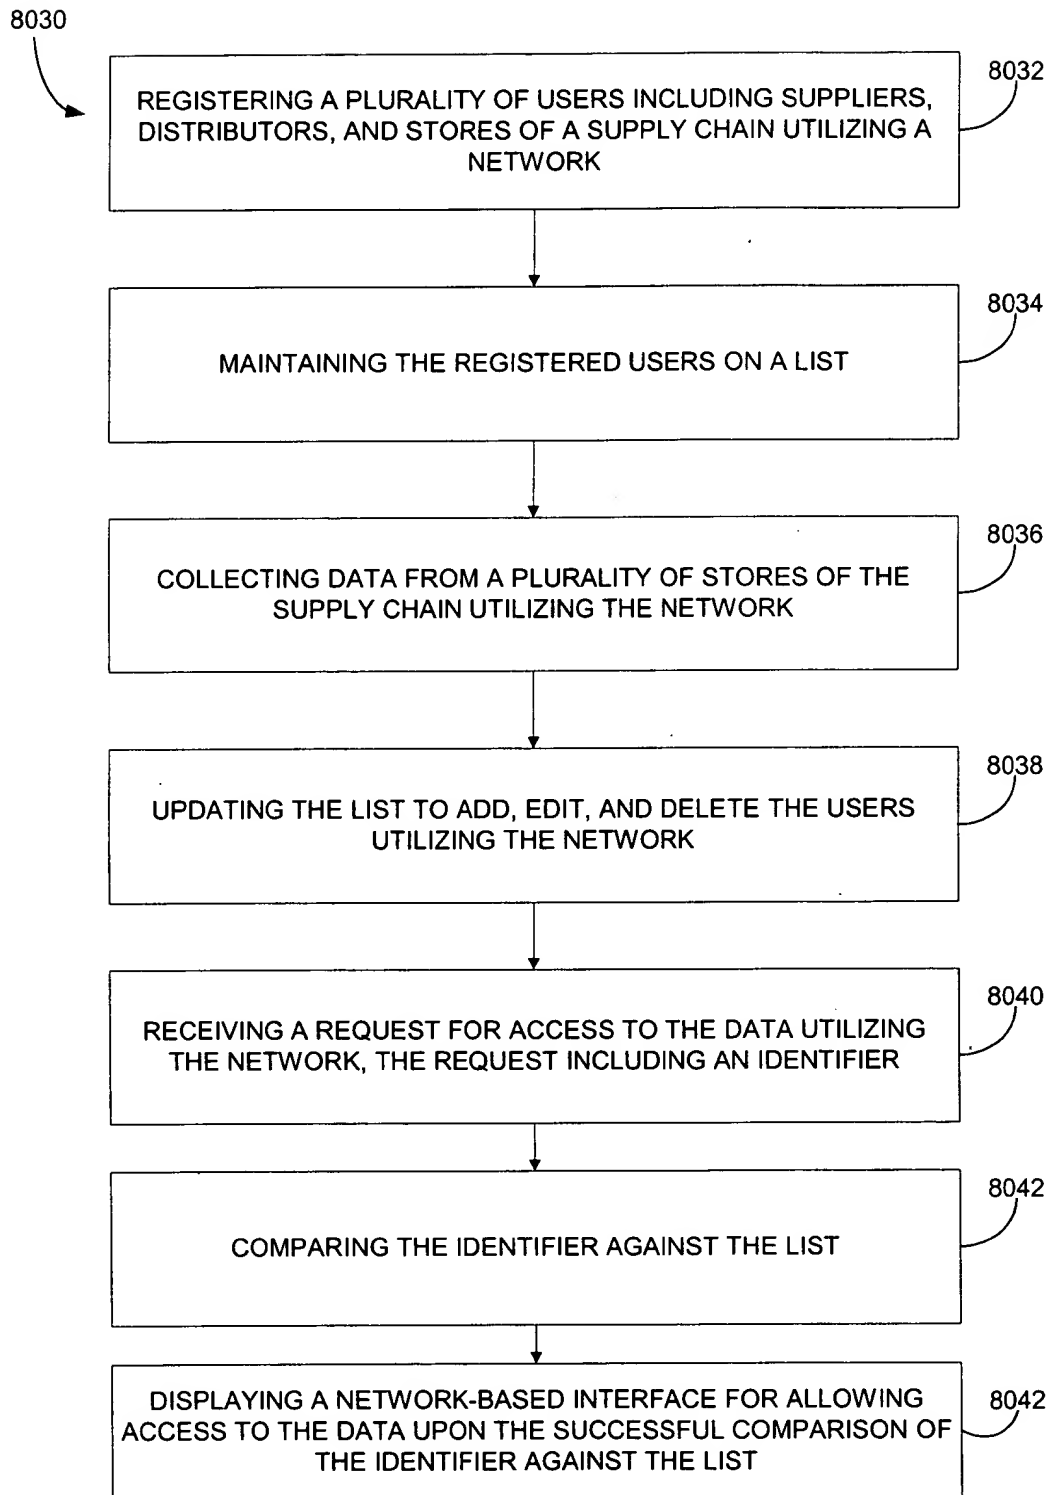 8030
8032
REGISTERING A PLURALITY OF USERS INCLUDING SUPPLIERS,
DISTRIBUTORS, AND STORES OF A SUPPLY CHAIN UTILIZING A
NETWORK
8034
MAINTAINING THE REGISTERED USERS ON A LIST
8036
COLLECTING DATA FROM A PLURALITY OF STORES OF THE
SUPPLY CHAIN UTILIZING THE NETWORK
8038
UPDATING THE LIST TO ADD, EDIT, AND DELETE THE USERS
UTILIZING THE NETWORK
8040
RECEIVING A REQUEST FOR ACCESS TO THE DATA UTILIZING
THE NETWORK, THE REQUEST INCLUDING AN IDENTIFIER
8042
COMPARING THE IDENTIFIER AGAINST THE LIST
8042
DISPLAYING A NETWORK-BASED INTERFACE FOR ALLOWING
ACCESS TO THE DATA UPON THE SUCCESSFUL COMPARISON OF
THE IDENTIFIER AGAINST THE LIST